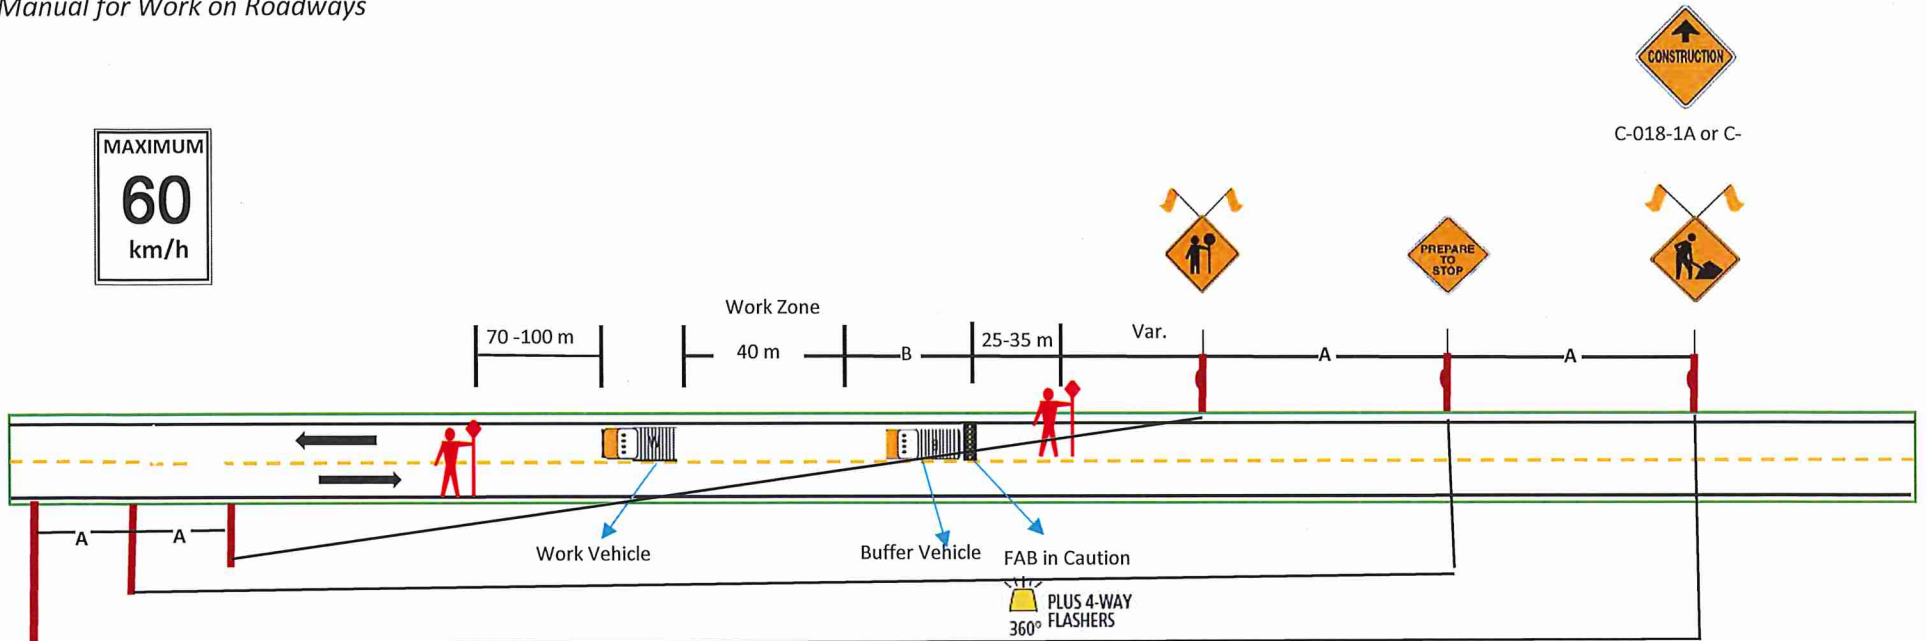 Manual for Work on Roadways
CONSTRUCTION
C-018-1A or C-
MAXIMUM
60
km/h
PREPARE
TO
STOP
Work Zone
70 -100 m
40 m
B
25-35 m
Var.
A
A
W
B
A
A
Work Vehicle
Buffer Vehicle
FAB in Caution
PLUS 4-WAY
FLASHERS
360°